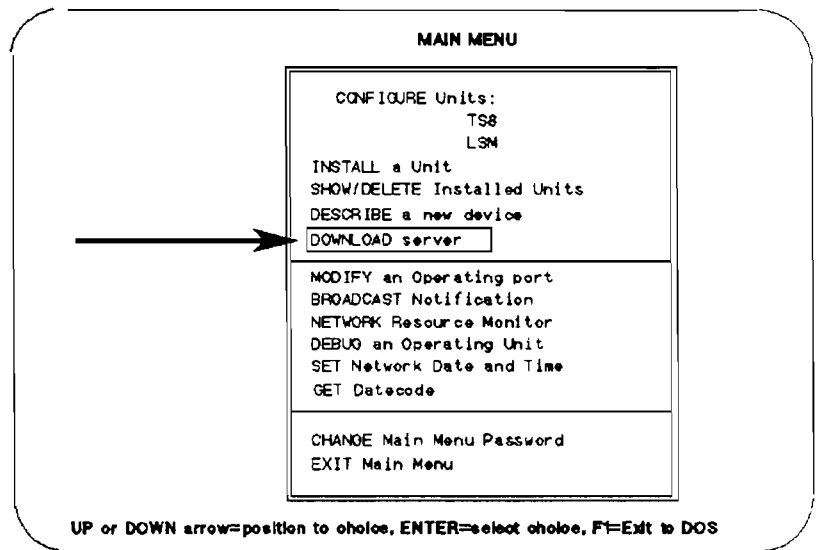 MAIN MENU
CONFIGURE Units:
TS8
LSM
INSTALL a Unit
SHOW/DELETE Installed Units
DESCRIBE a new device
DOWNLOAD server
MODIFY an Operating port
BROADCAST Notification
NETWORK Resource Monitor
DEBUG an Operating Unit
SET Network Date and Time
GET Datecode
CHANGE Main Menu Password
EXIT Main Menu
UP or DOWN arrow=position to choice, ENTER=select choice, F1=Exit to DOS